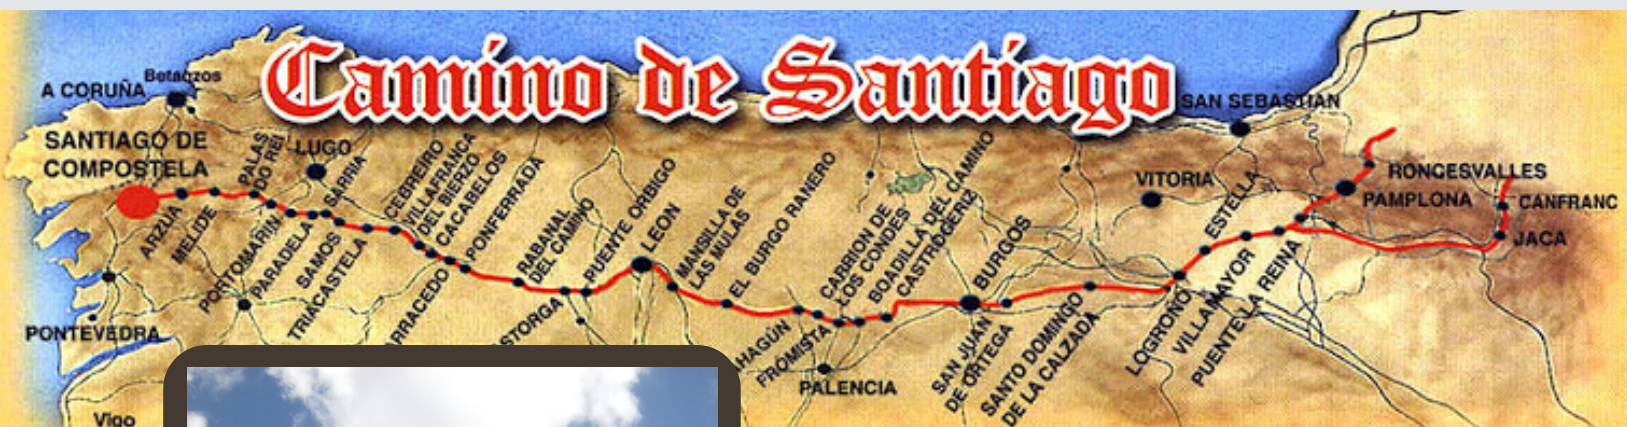 Camino de Santiago
A CORUÑA
Betanzos
SANTIAGO DE
COMPOSTELA
LUGO
PALAS
DO REI
SARRIA
CEBREIRO
VILLAFRANCA
DEL BIERZO
CACABELOS
PONFERRADA
RABANAL
DEL CAMINO
PUENTE ORBIGO
LEON
MANSILLA DE
LAS MULAS
EL BURGO RANERO
CARRION DE
LOS CONDES
BOADILLA DEL CAMINO
CASTROGERIZ
BURGOS
VITORIA
SAN SEBASTIAN
ESTELLA
RONCESVALLES
PAMPLONA
CANFRANC
JACA
ARZUA
MELIDE
PORTOMARIN
PARADELA
SAMOS
TRIACASTELA
ARRACEDO
STORGA
HAGÚN
FROMISTA
PALENCIA
SAN JUAN
DE ORTEGA
SANTO DOMINGO
DE LA CALZADA
LOGROÑO
VILLAMAYOR
PUENTE LA REINA
PONTEVEDRA
Vigo